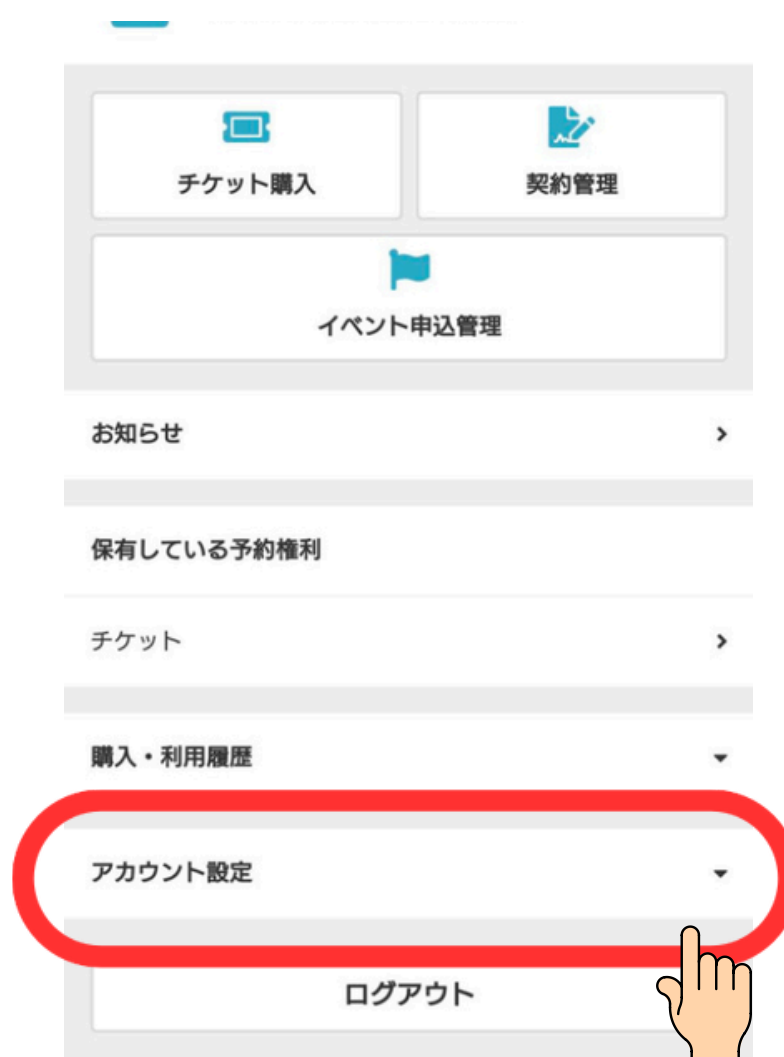 チケット購入
契約管理
イベント申込管理
お知らせ
保有している予約権利
チケット
購入・利用履歴
アカウント設定
ログアウト